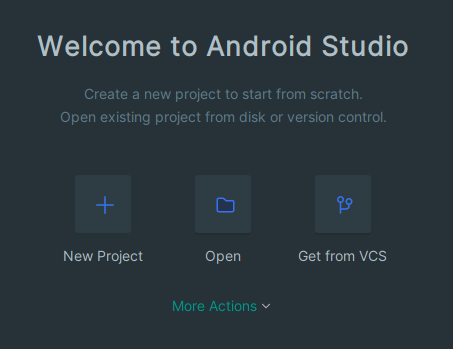 Welcome to Android Studio
Create a new project to start from scratch.
Open existing project from disk or version control.
New Project
Open
Get from VCS
More Actions